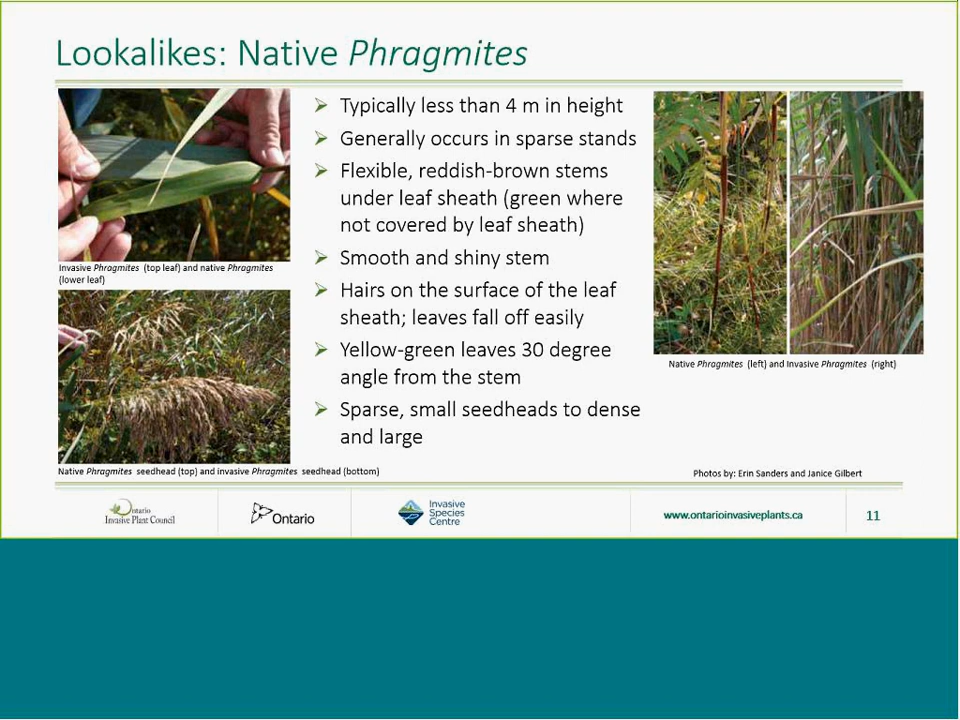 Lookalikes: Native Phragmites
Invasive Phragmites (top leaf) and native Phragmites
(lower leaf)
Native Phragmites seedhead (top) and invasive Phragmites seedhead (bottom)
➢ Typically less than 4 m in height
➢ Generally occurs in sparse stands
➢ Flexible, reddish-brown stems
under leaf sheath (green where
not covered by leaf sheath)
➢ Smooth and shiny stem
➢ Hairs on the surface of the leaf
sheath; leaves fall off easily
➢ Yellow-green leaves 30 degree
angle from the stem
➢ Sparse, small seedheads to dense
and large
Native Phragmites (left) and Invasive Phragmites (right)
Photos by: Erin Sanders and Janice Gilbert
Ontario
Invasive Plant Council
Ontario
Invasive
Species
Centre
www.ontarioinvasiveplants.ca
11